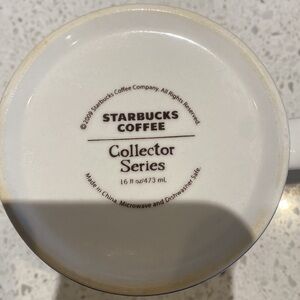 © 2009 Starbucks Coffee Company. All Rights Reserved.
STARBUCKS
COFFEE
Collector
Series
16 fl oz/473 mL
Made in China. Microwave and Dishwasher Safe.